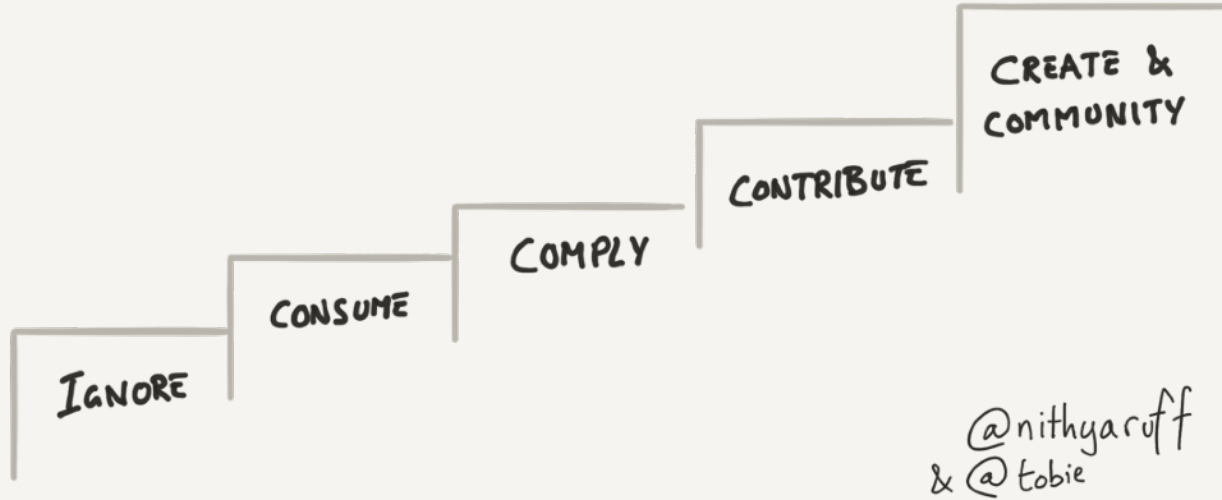 IGNORE
CONSUME
COMPLY
CONTRIBUTE
CREATE &
COMMUNITY
@nithyaruff
& @tobie